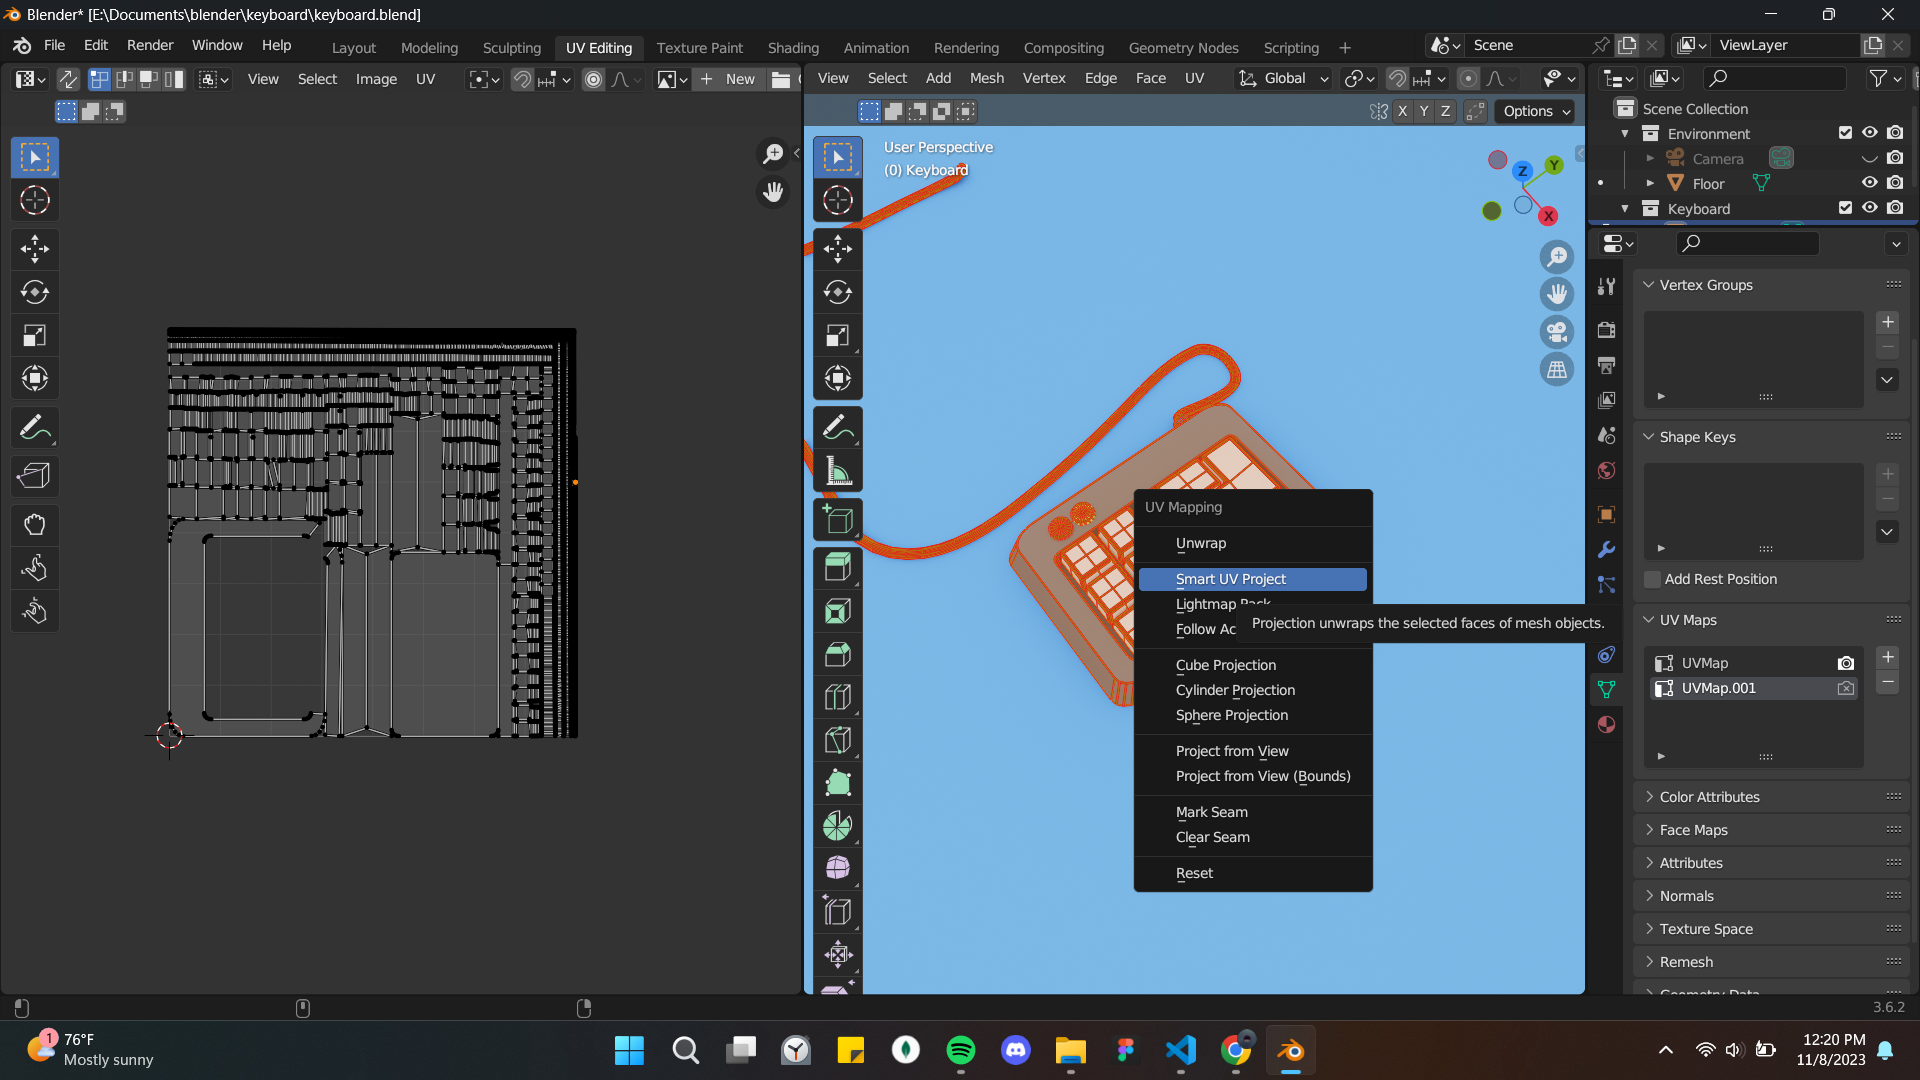 Blender* [E:\Documents\blender\keyboard\keyboard.blend]
File Edit Render Window Help
Layout Modeling Sculpting UV Editing Texture Paint Shading Animation Rendering Compositing Geometry Nodes Scripting
Scene
ViewLayer
View Select Image UV
New
View Select Add Mesh Vertex Edge Face UV
Global
X Y Z
Options
User Perspective
(0) Keyboard
Z
Y
X
UV Mapping
Unwrap
Smart UV Project
Lightmap Pack
Follow Ac
Projection unwraps the selected faces of mesh objects.
Cube Projection
Cylinder Projection
Sphere Projection
Project from View
Project from View (Bounds)
Mark Seam
Clear Seam
Reset
Scene Collection
Environment
Camera
Floor
Keyboard
Vertex Groups
Shape Keys
Add Rest Position
UV Maps
UVMap
UVMap.001
Color Attributes
Face Maps
Attributes
Normals
Texture Space
Remesh
Geometry Data
3.6.2
1
76°F
Mostly sunny
12:20 PM
11/8/2023